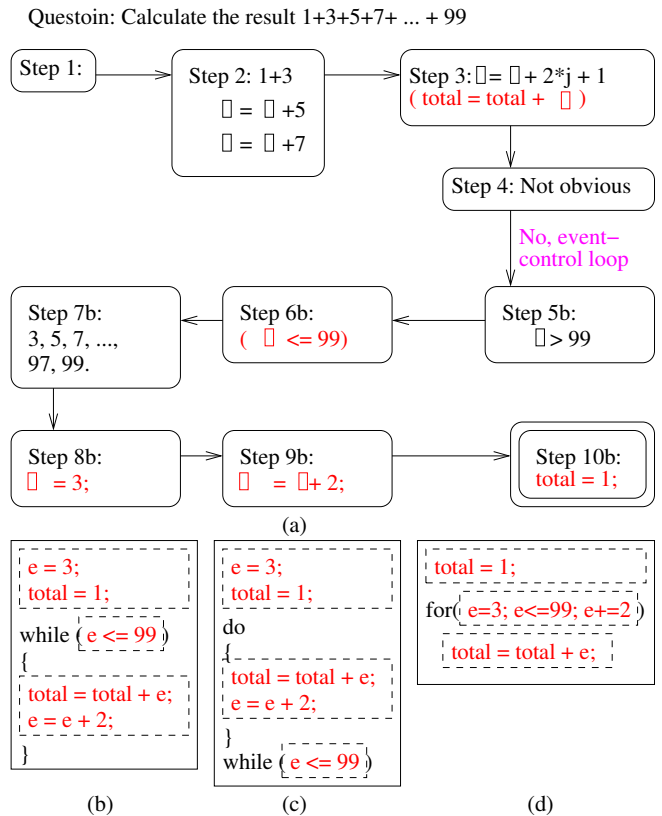 Questoin: Calculate the result 1+3+5+7+ ... + 99
Step 1:
Step 2: 1+3
▯ = ▯ +5
▯ = ▯ +7
Step 3: ▯ = ▯ + 2*j + 1
( total = total + ▯ )
Step 4: Not obvious
No, event−
control loop
Step 5b:
▯ > 99
Step 6b:
( ▯ <= 99)
Step 7b:
3, 5, 7, ...,
97, 99.
Step 8b:
▯ = 3;
Step 9b:
▯ = ▯ + 2;
Step 10b:
total = 1;
(a)
e = 3;
total = 1;
while ( e <= 99 )
{
total = total + e;
e = e + 2;
}
(b)
e = 3;
total = 1;
do
{
total = total + e;
e = e + 2;
}
while ( e <= 99 )
(c)
total = 1;
for( e=3; e<=99; e+=2 )
total = total + e;
(d)